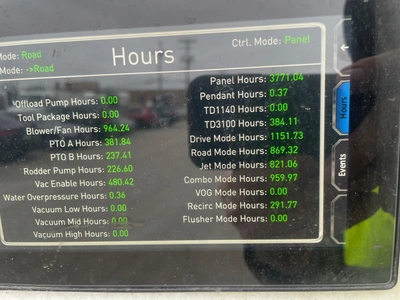 Mode: Road
Mode: ->Road
Hours
Ctrl. Mode: Panel
Offload Pump Hours: 0.00
Tool Package Hours: 0.00
Blower/Fan Hours: 964.24
PTO A Hours: 381.84
PTO B Hours: 237.41
Rodder Pump Hours: 226.60
Vac Enable Hours: 480.42
Water Overpressure Hours: 0.36
Vacuum Low Hours: 0.00
Vacuum Mid Hours: 0.00
Vacuum High Hours: 0.00
Panel Hours: 3771.04
Pendant Hours: 0.37
TD1140 Hours: 0.00
TD3100 Hours: 384.11
Drive Mode Hours: 1151.73
Road Mode Hours: 869.32
Jet Mode Hours: 821.06
Combo Mode Hours: 959.97
VOG Mode Hours: 0.00
Recirc Mode Hours: 291.77
Flusher Mode Hours: 0.00
Hours
Events